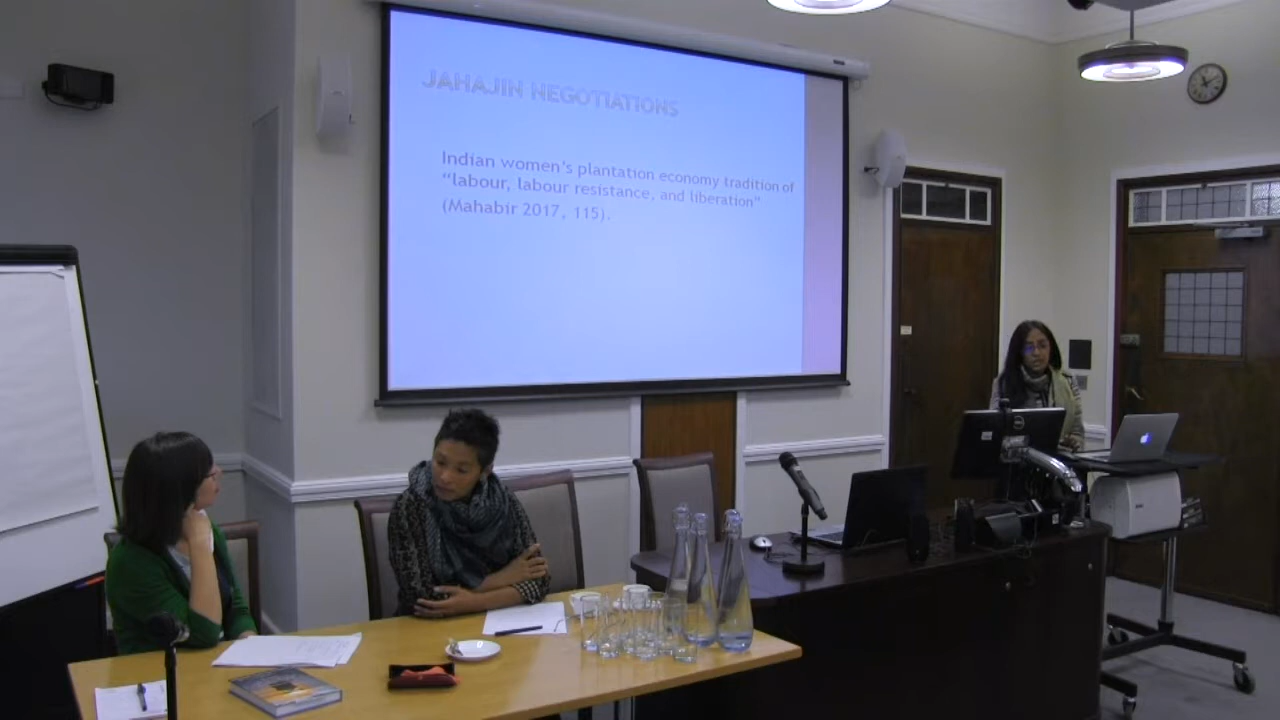 JAHAJIN NEGOTIATIONS
Indian women's plantation economy tradition of
"labour, labour resistance, and liberation"
(Mahabir 2017, 115).